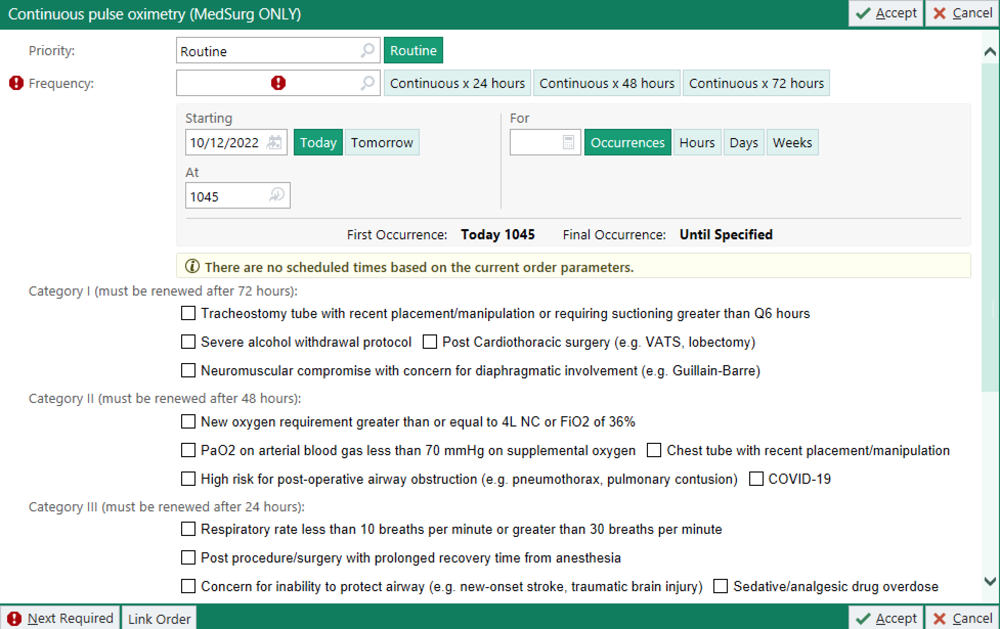 Continuous pulse oximetry (MedSurg ONLY) Accept Cancel
Priority: Routine Routine
Frequency: Continuous x 24 hours Continuous x 48 hours Continuous x 72 hours
Starting For
10/12/2022 Today Tomorrow Occurrences Hours Days Weeks
At
1045
First Occurrence: Today 1045 Final Occurrence: Until Specified
There are no scheduled times based on the current order parameters.
Category I (must be renewed after 72 hours):
Tracheostomy tube with recent placement/manipulation or requiring suctioning greater than Q6 hours
Severe alcohol withdrawal protocol Post Cardiothoracic surgery (e.g. VATS, lobectomy)
Neuromuscular compromise with concern for diaphragmatic involvement (e.g. Guillain-Barre)
Category II (must be renewed after 48 hours):
New oxygen requirement greater than or equal to 4L NC or FiO2 of 36%
PaO2 on arterial blood gas less than 70 mmHg on supplemental oxygen Chest tube with recent placement/manipulation
High risk for post-operative airway obstruction (e.g. pneumothorax, pulmonary contusion) COVID-19
Category III (must be renewed after 24 hours):
Respiratory rate less than 10 breaths per minute or greater than 30 breaths per minute
Post procedure/surgery with prolonged recovery time from anesthesia
Concern for inability to protect airway (e.g. new-onset stroke, traumatic brain injury) Sedative/analgesic drug overdose
Next Required Link Order Accept Cancel